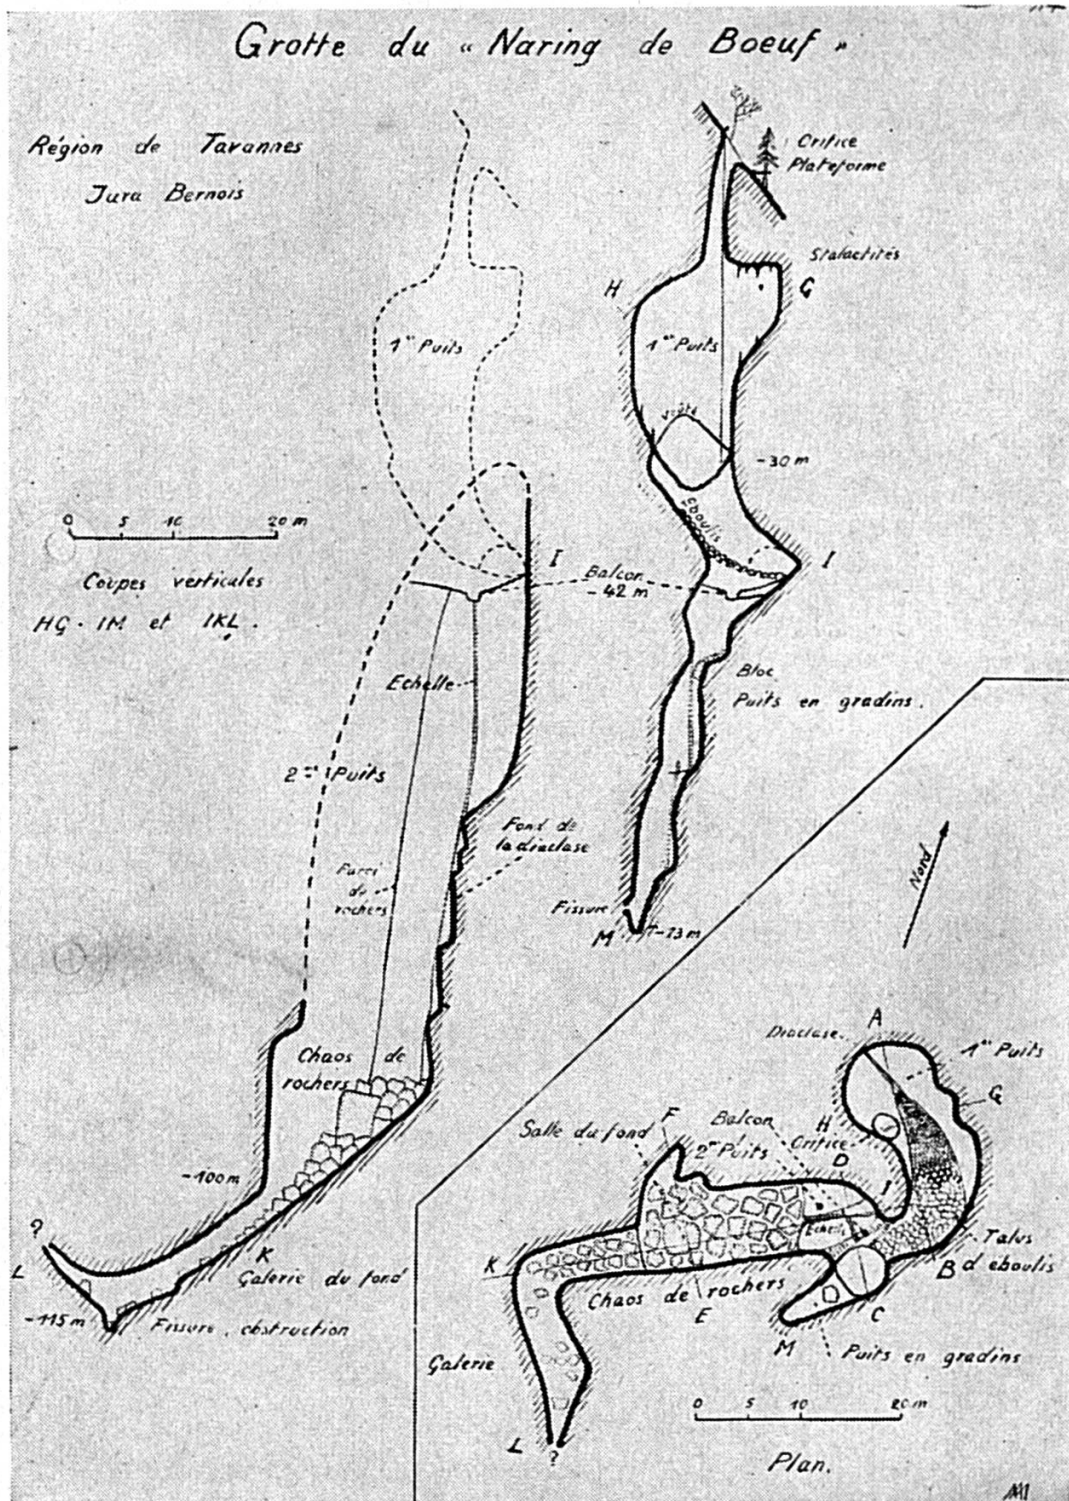 Grotte du « Naring de Boeuf »
Région de Tavannes
Jura Bernois
Orifice
Plateforme
Stalactites
H
G
1er Puits
1er Puits
Voûte
-30 m
0 5 10 20 m
Eboulis
I
I
Balcon
-42 m
Coupes verticales
HG · IM et IKL.
Echelle
Bloc
Puits en gradins.
2me Puits
Fond de
la diaclase
Paroi
de
rochers
Fissure
M
-73 m
Nord
Chaos de
rochers
-100 m
?
L
K
Galerie du fond
-115 m
Fissure, obstruction
A
Diaclase
1er Puits
G
F
Balcon
H
Salle du fond
2me Puits
Orifice
D
I
Echelle
K
Talus
d'éboulis
B
Chaos de rochers
E
C
M
Puits en gradins
Galerie
L
?
0 5 10 20 m
Plan.